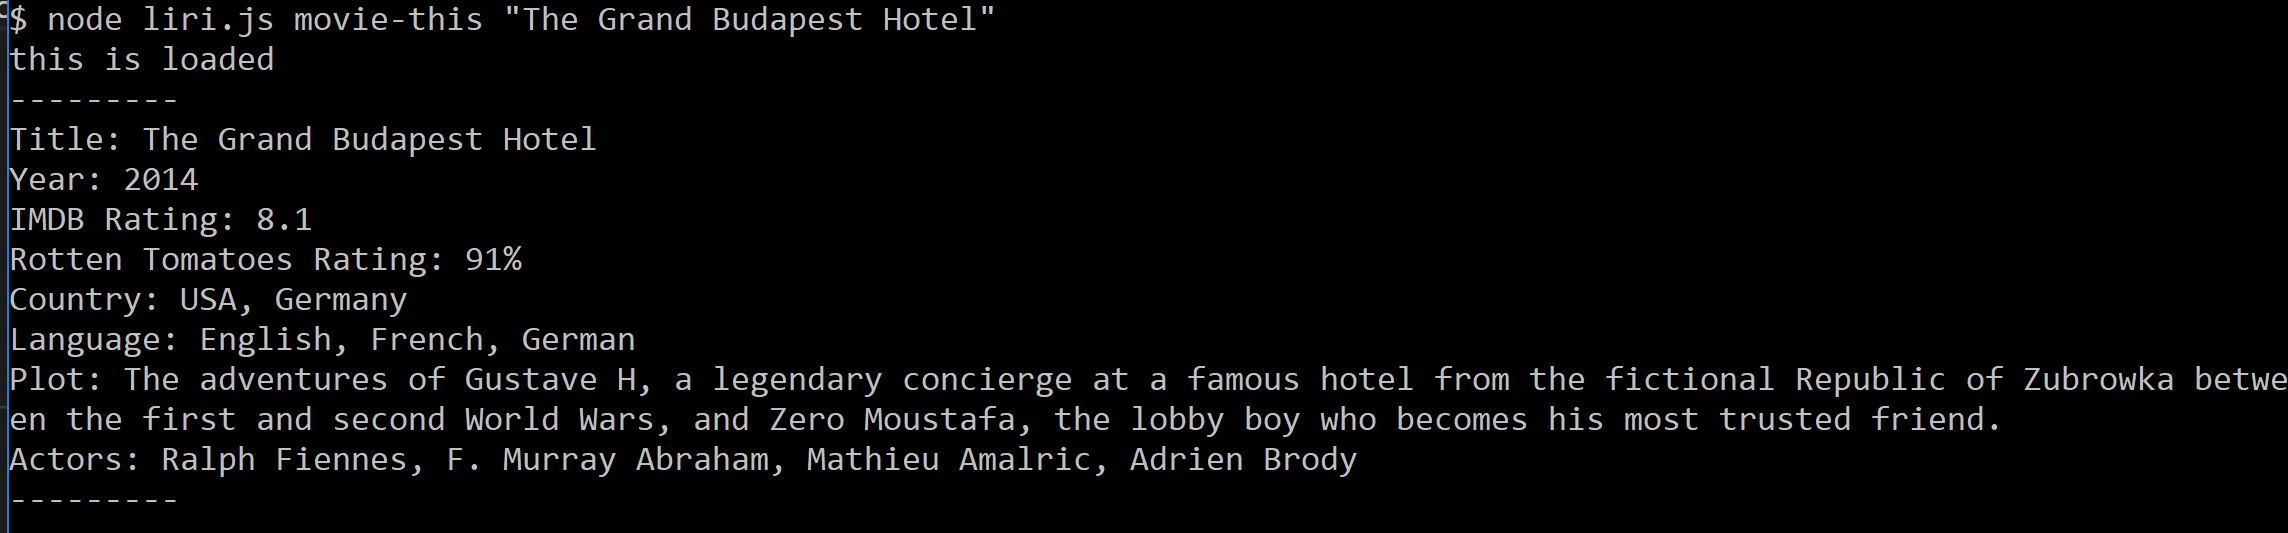 $ node liri.js movie-this "The Grand Budapest Hotel"
this is loaded
---------
Title: The Grand Budapest Hotel
Year: 2014
IMDB Rating: 8.1
Rotten Tomatoes Rating: 91%
Country: USA, Germany
Language: English, French, German
Plot: The adventures of Gustave H, a legendary concierge at a famous hotel from the fictional Republic of Zubrowka betwe
en the first and second World Wars, and Zero Moustafa, the lobby boy who becomes his most trusted friend.
Actors: Ralph Fiennes, F. Murray Abraham, Mathieu Amalric, Adrien Brody
---------